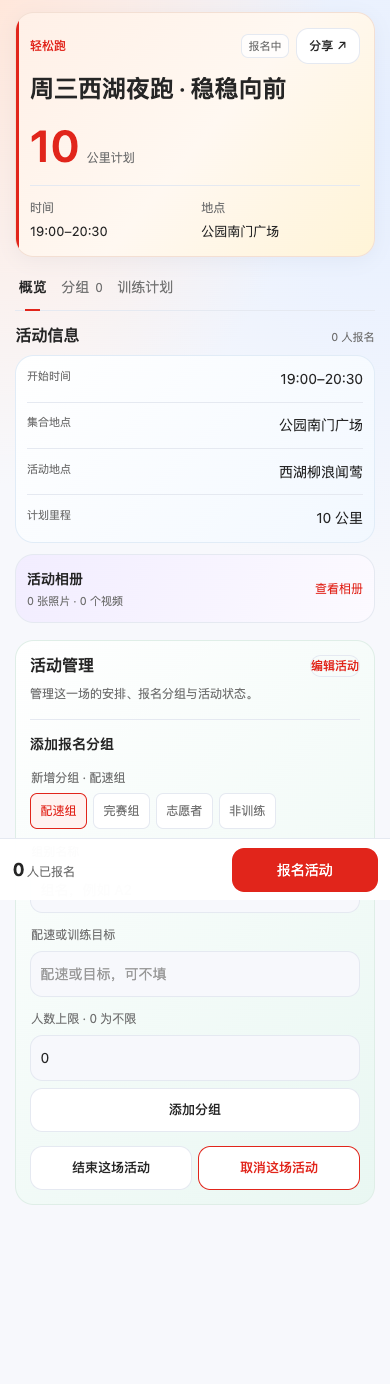 轻松跑
报名中
分享 ↗
周三西湖夜跑 · 稳稳向前
10 公里计划
时间
地点
19:00–20:30
公园南门广场
概览 分组 0 训练计划
活动信息
0 人报名
开始时间 19:00–20:30
集合地点 公园南门广场
活动地点 西湖柳浪闻莺
计划里程 10 公里
活动相册
0 张照片 · 0 个视频
查看相册
活动管理
编辑活动
管理这一场的安排、报名分组与活动状态。
添加报名分组
新增分组 · 配速组
配速组 完赛组 志愿者 非训练
0 人已报名
报名活动
配速或训练目标
配速或目标，可不填
人数上限 · 0 为不限
0
添加分组
结束这场活动 取消这场活动